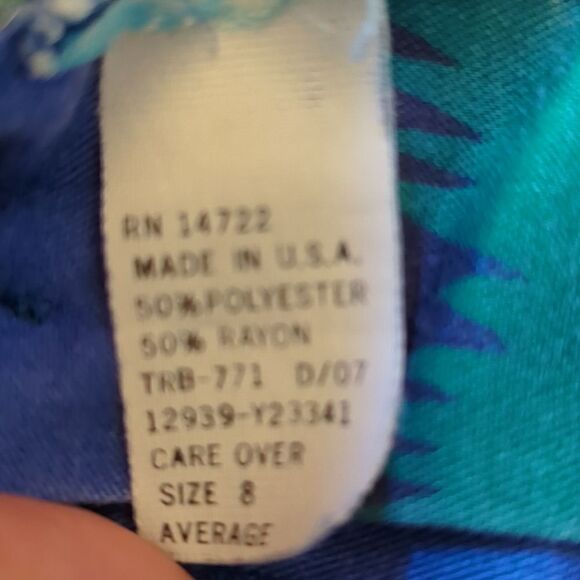 RN 14722
MADE IN U.S.A.
50% POLYESTER
50% RAYON
TRB-771 D/07
12939-Y23341
CARE OVER
SIZE 8
AVERAGE